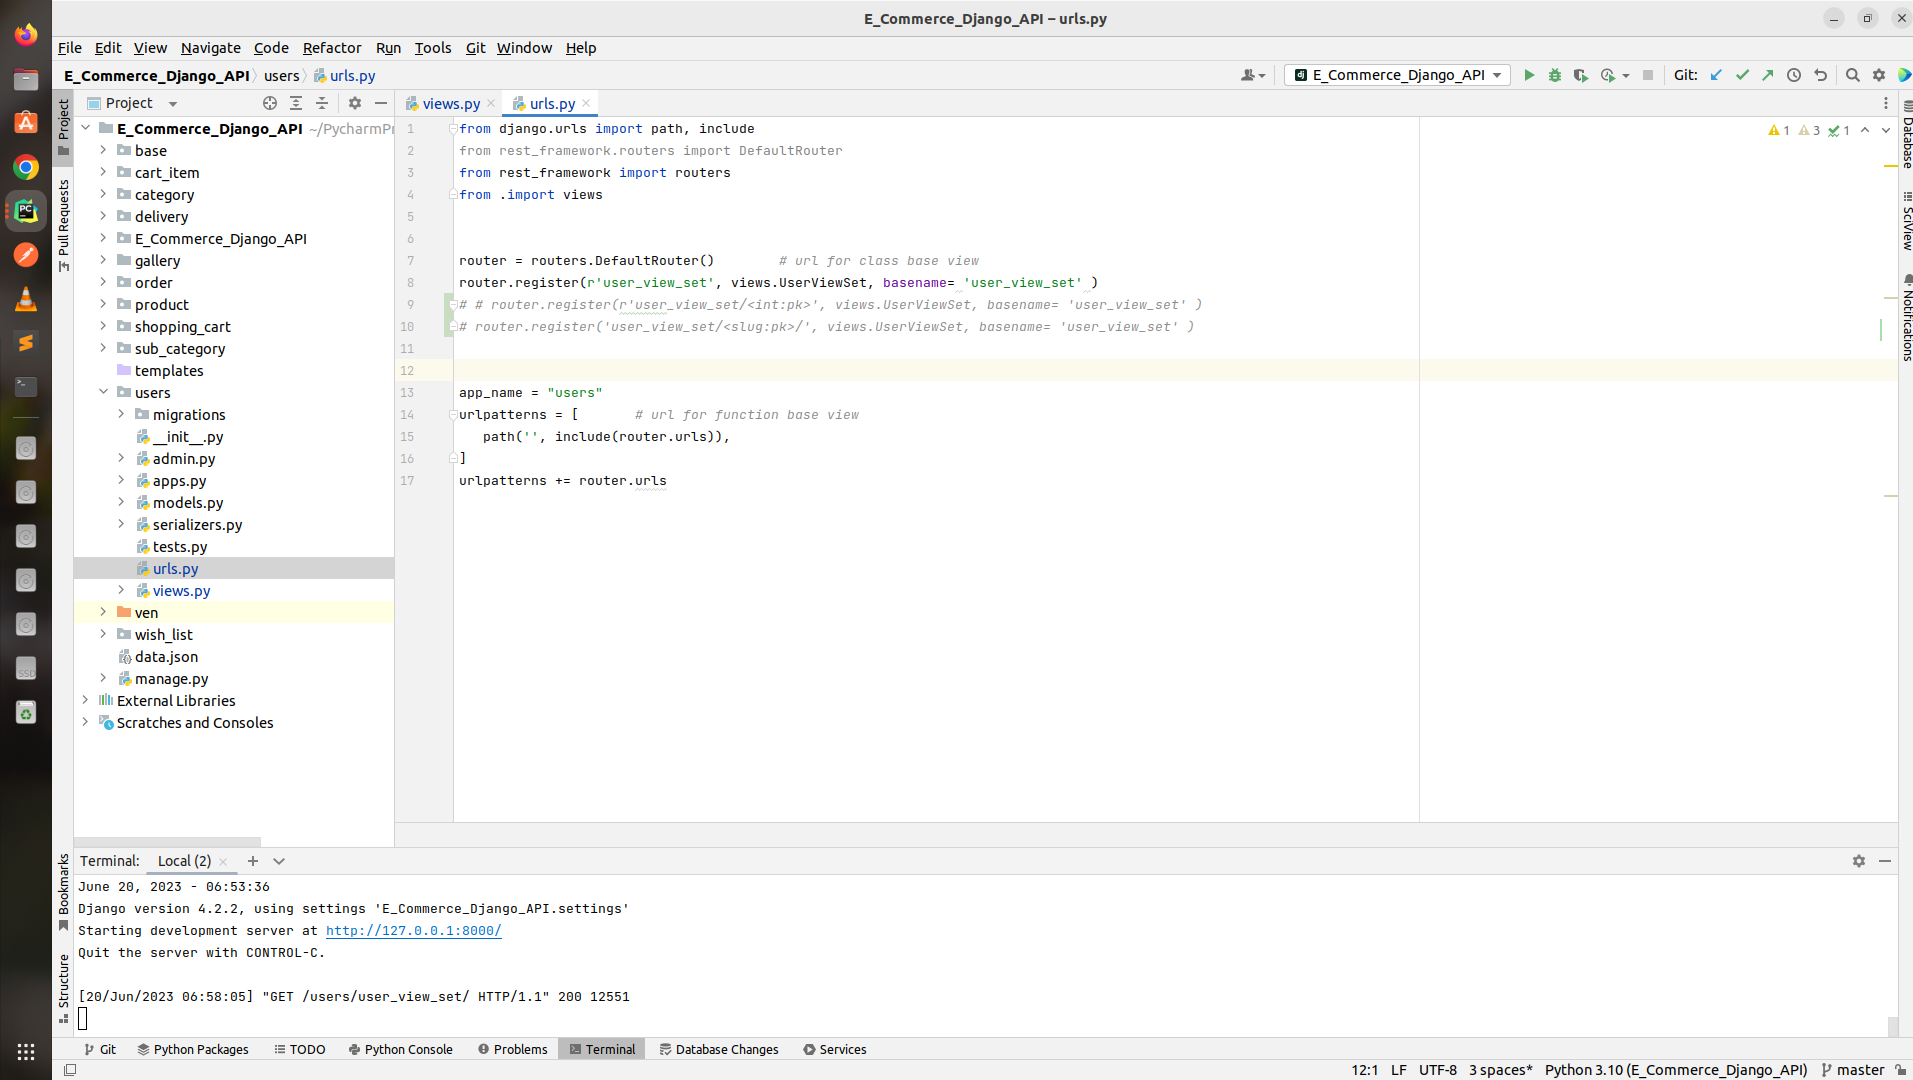 E_Commerce_Django_API – urls.py
File Edit View Navigate Code Refactor Run Tools Git Window Help
E_Commerce_Django_API users urls.py
E_Commerce_Django_API Git:
Project
views.py urls.py
Project
Pull Requests
Bookmarks
Structure
E_Commerce_Django_API ~/PycharmPr
base
cart_item
category
delivery
E_Commerce_Django_API
gallery
order
product
shopping_cart
sub_category
templates
users
migrations
__init__.py
admin.py
apps.py
models.py
serializers.py
tests.py
urls.py
views.py
ven
wish_list
data.json
manage.py
External Libraries
Scratches and Consoles
1 from django.urls import path, include
2 from rest_framework.routers import DefaultRouter
3 from rest_framework import routers
4 from .import views
5
6
7 router = routers.DefaultRouter() # url for class base view
8 router.register(r'user_view_set', views.UserViewSet, basename= 'user_view_set' )
9 # # router.register(r'user_view_set/<int:pk>', views.UserViewSet, basename= 'user_view_set' )
10 # router.register('user_view_set/<slug:pk>/', views.UserViewSet, basename= 'user_view_set' )
11
12
13 app_name = "users"
14 urlpatterns = [ # url for function base view
15 path('', include(router.urls)),
16 ]
17 urlpatterns += router.urls
1 3 1
Database
SciView
Notifications
Terminal: Local (2)
June 20, 2023 - 06:53:36
Django version 4.2.2, using settings 'E_Commerce_Django_API.settings'
Starting development server at http://127.0.0.1:8000/
Quit the server with CONTROL-C.
[20/Jun/2023 06:58:05] "GET /users/user_view_set/ HTTP/1.1" 200 12551
Git Python Packages TODO Python Console Problems Terminal Database Changes Services
12:1 LF UTF-8 3 spaces* Python 3.10 (E_Commerce_Django_API) master